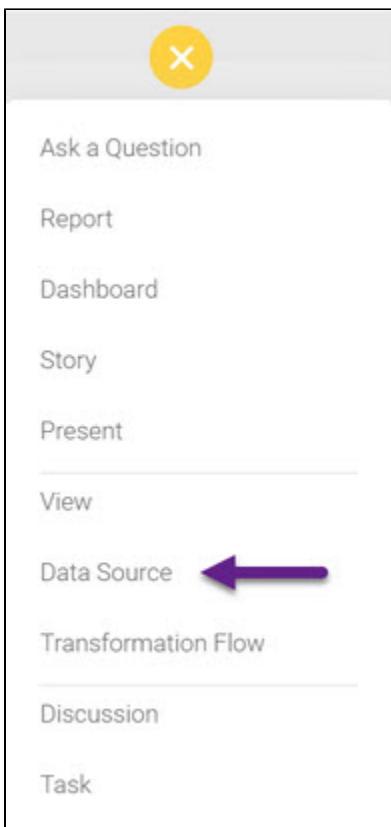 Ask a Question
Report
Dashboard
Story
Present
View
Data Source
Transformation Flow
Discussion
Task